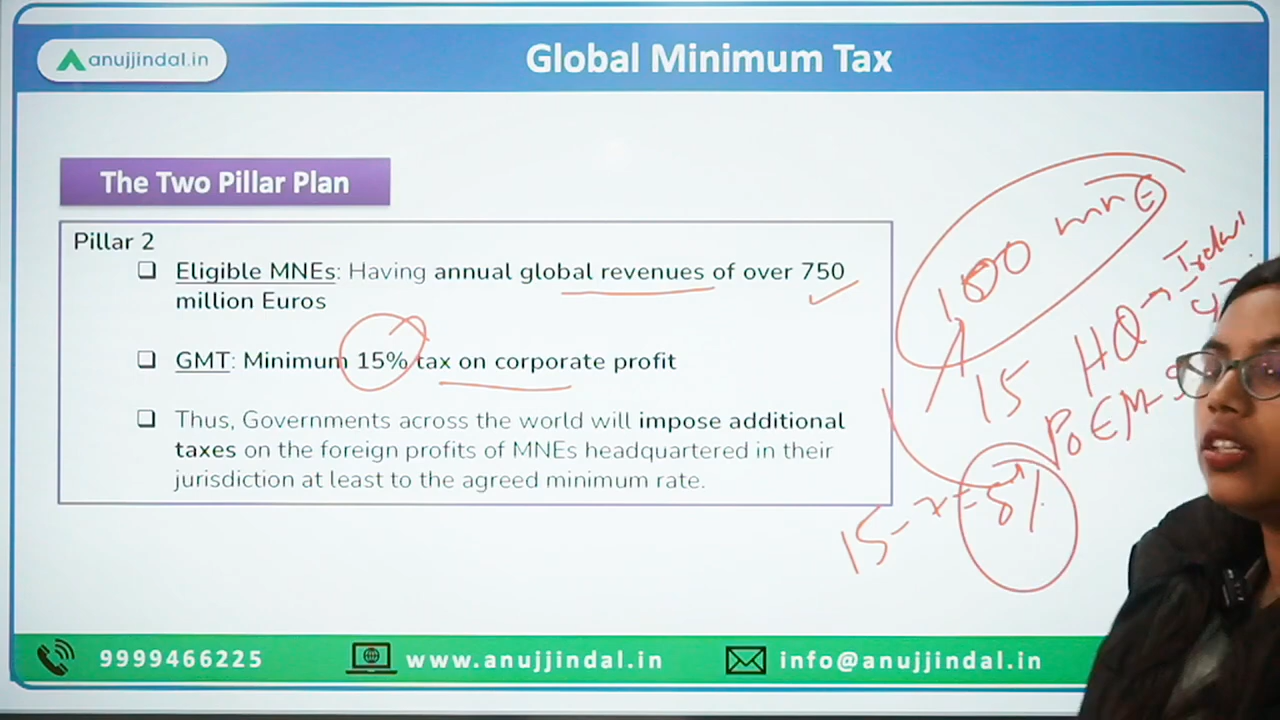 anujjindal.in
Global Minimum Tax
The Two Pillar Plan
Pillar 2
❑ Eligible MNEs: Having annual global revenues of over 750
million Euros
❑ GMT: Minimum 15% tax on corporate profit
❑ Thus, Governments across the world will impose additional
taxes on the foreign profits of MNEs headquartered in their
jurisdiction at least to the agreed minimum rate.
100 MNE
15 HQ →
POEM -
15 -
9999466225
www.anujjindal.in
info@anujjindal.in